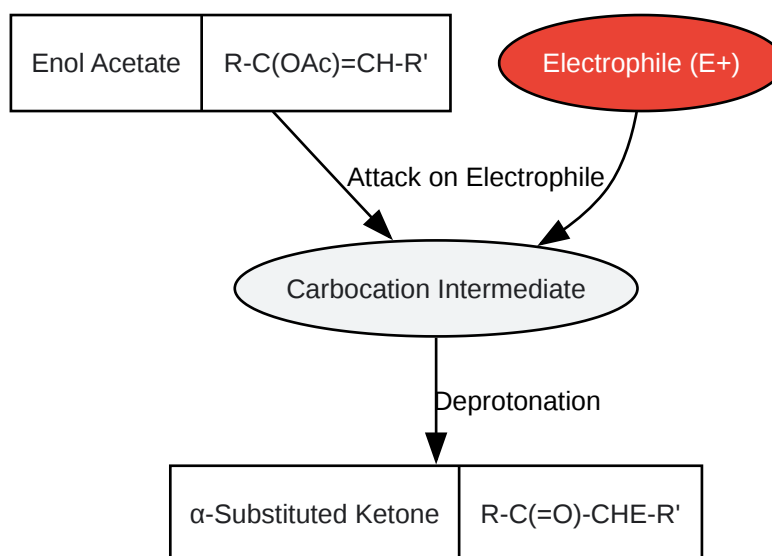 Enol Acetate
R-C(OAc)=CH-R'
Electrophile (E+)
Attack on Electrophile
Carbocation Intermediate
Deprotonation
α-Substituted Ketone
R-C(=O)-CHE-R'